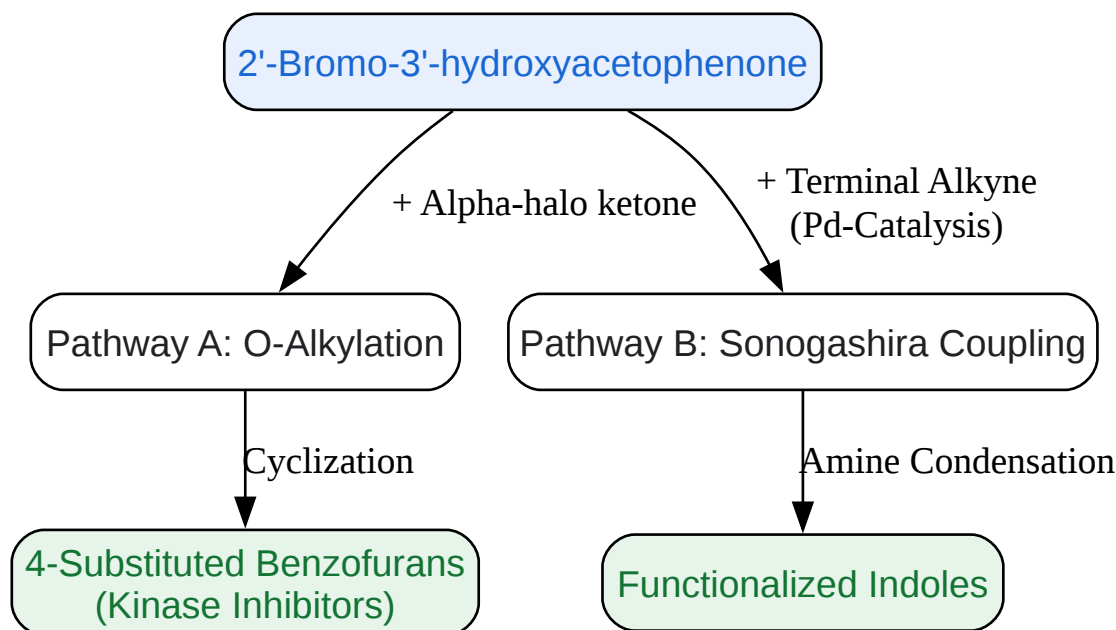 2'-Bromo-3'-hydroxyacetophenone
+ Alpha-halo ketone
+ Terminal Alkyne
(Pd-Catalysis)
Pathway A: O-Alkylation
Pathway B: Sonogashira Coupling
Cyclization
Amine Condensation
4-Substituted Benzofurans
(Kinase Inhibitors)
Functionalized Indoles